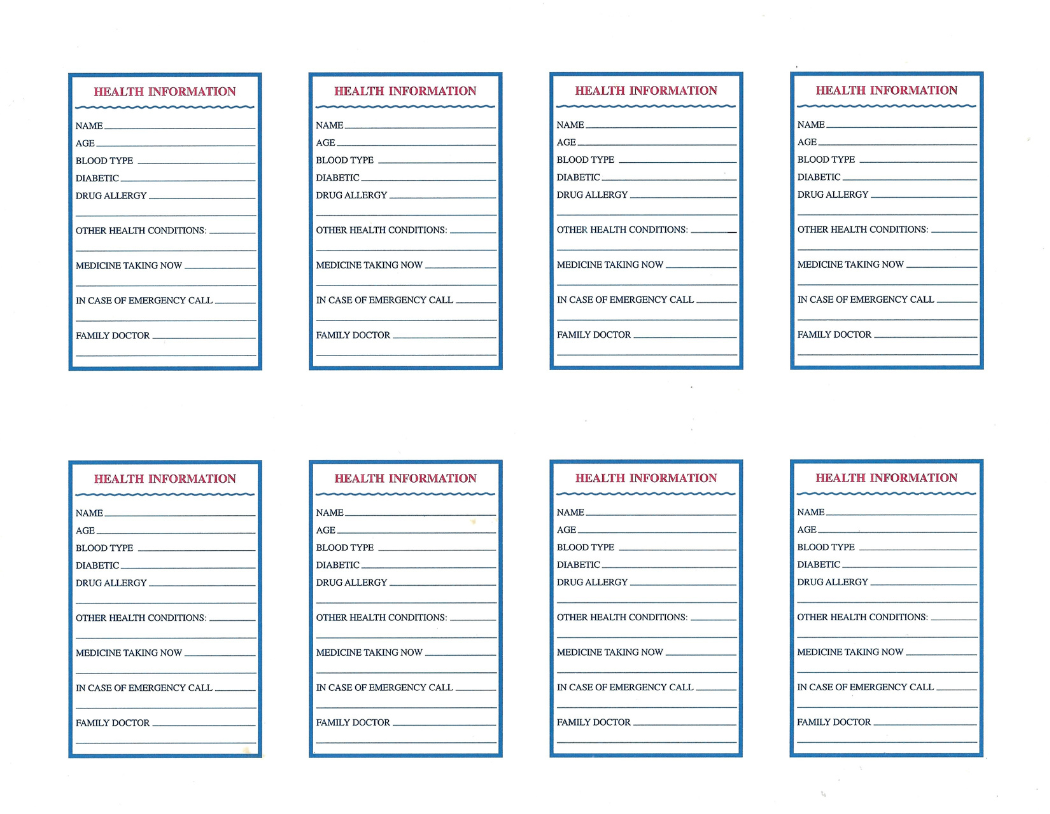 HEALTH INFORMATION
NAME
AGE
BLOOD TYPE
DIABETIC
DRUG ALLERGY
OTHER HEALTH CONDITIONS:
MEDICINE TAKING NOW
IN CASE OF EMERGENCY CALL
FAMILY DOCTOR
HEALTH INFORMATION
NAME
AGE
BLOOD TYPE
DIABETIC
DRUG ALLERGY
OTHER HEALTH CONDITIONS:
MEDICINE TAKING NOW
IN CASE OF EMERGENCY CALL
FAMILY DOCTOR
HEALTH INFORMATION
NAME
AGE
BLOOD TYPE
DIABETIC
DRUG ALLERGY
OTHER HEALTH CONDITIONS:
MEDICINE TAKING NOW
IN CASE OF EMERGENCY CALL
FAMILY DOCTOR
HEALTH INFORMATION
NAME
AGE
BLOOD TYPE
DIABETIC
DRUG ALLERGY
OTHER HEALTH CONDITIONS:
MEDICINE TAKING NOW
IN CASE OF EMERGENCY CALL
FAMILY DOCTOR
HEALTH INFORMATION
NAME
AGE
BLOOD TYPE
DIABETIC
DRUG ALLERGY
OTHER HEALTH CONDITIONS:
MEDICINE TAKING NOW
IN CASE OF EMERGENCY CALL
FAMILY DOCTOR
HEALTH INFORMATION
NAME
AGE
BLOOD TYPE
DIABETIC
DRUG ALLERGY
OTHER HEALTH CONDITIONS:
MEDICINE TAKING NOW
IN CASE OF EMERGENCY CALL
FAMILY DOCTOR
HEALTH INFORMATION
NAME
AGE
BLOOD TYPE
DIABETIC
DRUG ALLERGY
OTHER HEALTH CONDITIONS:
MEDICINE TAKING NOW
IN CASE OF EMERGENCY CALL
FAMILY DOCTOR
HEALTH INFORMATION
NAME
AGE
BLOOD TYPE
DIABETIC
DRUG ALLERGY
OTHER HEALTH CONDITIONS:
MEDICINE TAKING NOW
IN CASE OF EMERGENCY CALL
FAMILY DOCTOR